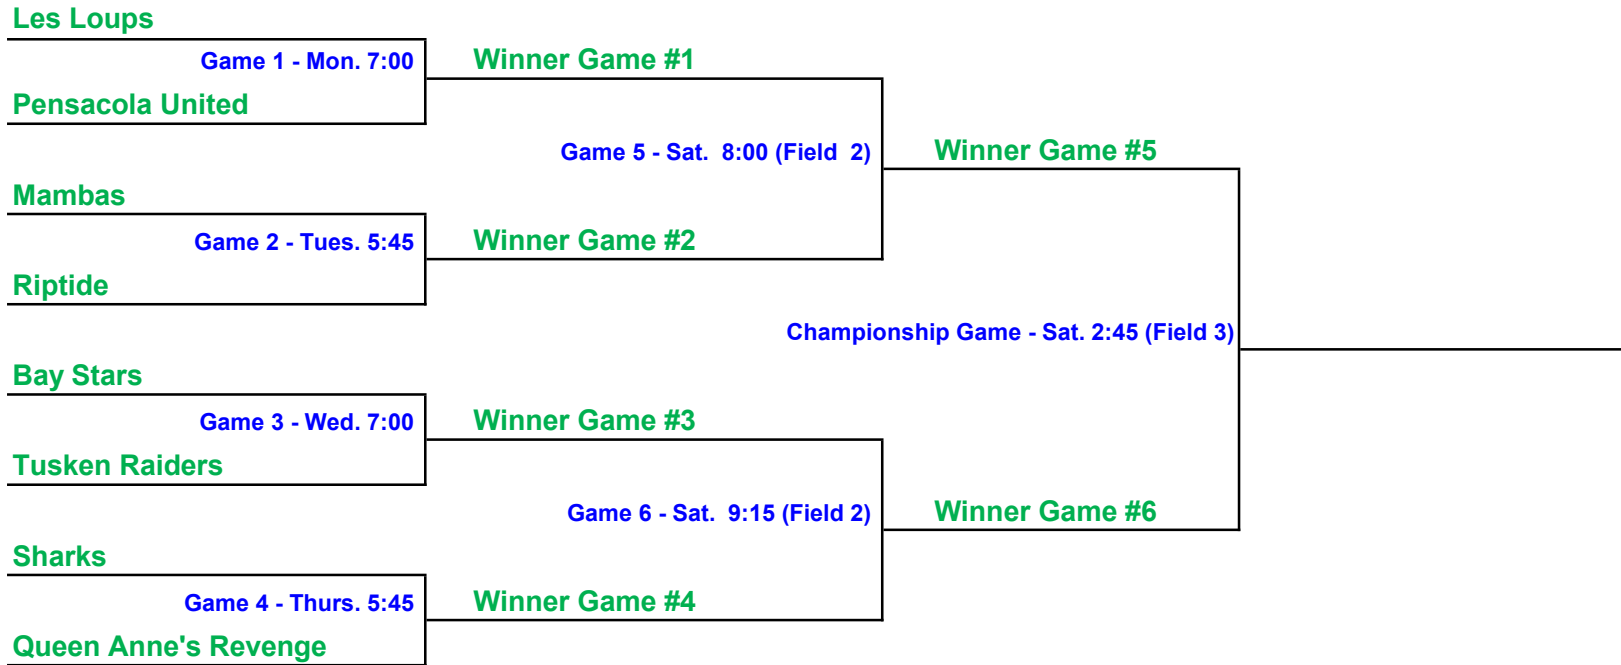 Les Loups
Game 1 - Mon. 7:00
Winner Game #1
Pensacola United
Game 5 - Sat.  8:00 (Field  2)
Winner Game #5
Mambas
Game 2 - Tues. 5:45
Winner Game #2
Riptide
Championship Game - Sat. 2:45 (Field 3)
Bay Stars
Game 3 - Wed. 7:00
Winner Game #3
Tusken Raiders
Game 6 - Sat.  9:15 (Field 2)
Winner Game #6
Sharks
Game 4 - Thurs. 5:45
Winner Game #4
Queen Anne's Revenge